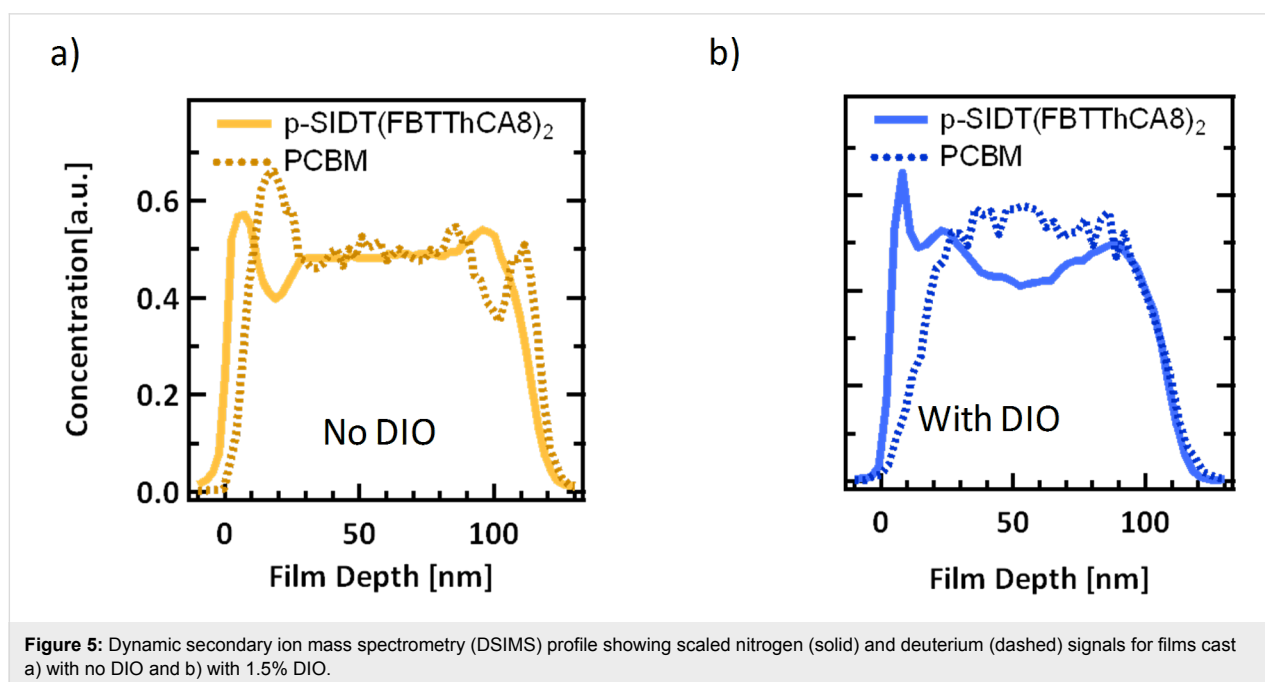 a)
p-SIDT(FBTTThCA8)₂
PCBM
Concentration[a.u.]
0.6
0.4
0.2
0.0
No DIO
0 50 100
Film Depth [nm]
b)
p-SIDT(FBTTThCA8)₂
PCBM
With DIO
0 50 100
Film Depth [nm]
Figure 5: Dynamic secondary ion mass spectrometry (DSIMS) profile showing scaled nitrogen (solid) and deuterium (dashed) signals for films cast
a) with no DIO and b) with 1.5% DIO.